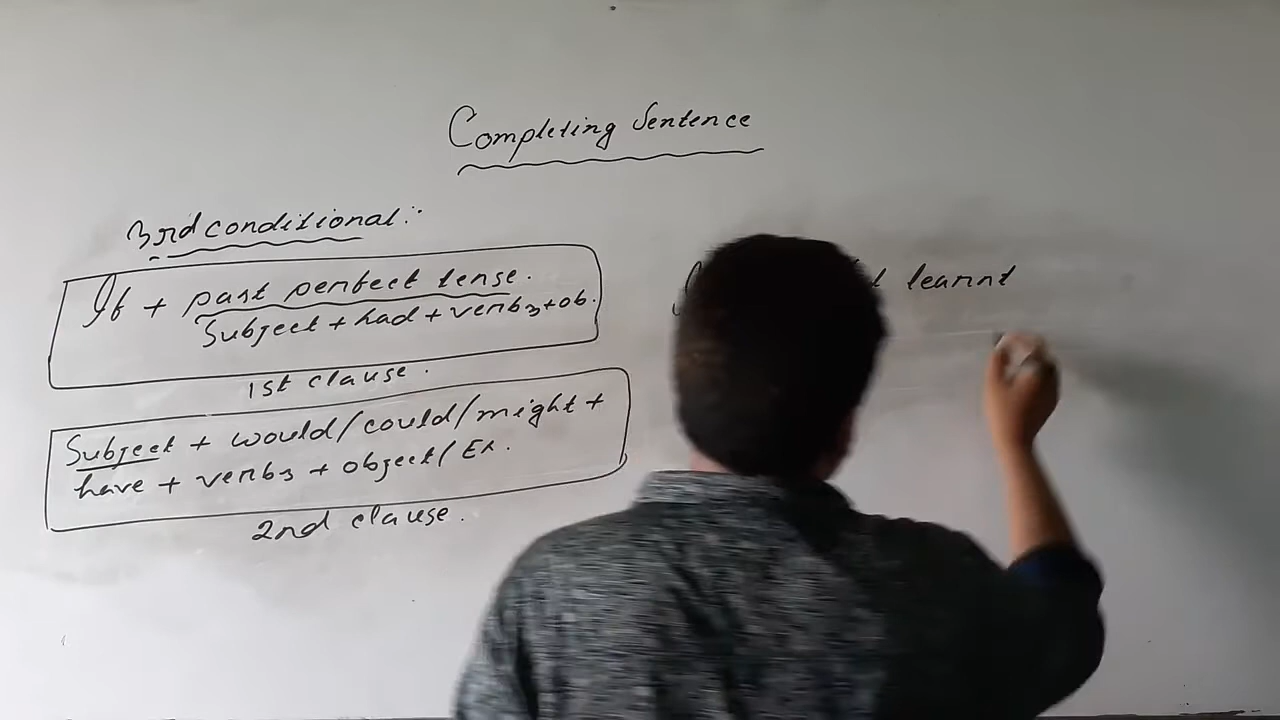 Completing Sentence
3rd conditional:
If + past perfect tense.
Subject + had + verb3 + ob.
1st clause.
Subject + would/could/might +
have + verb3 + object/Ex.
2nd clause.
learnt